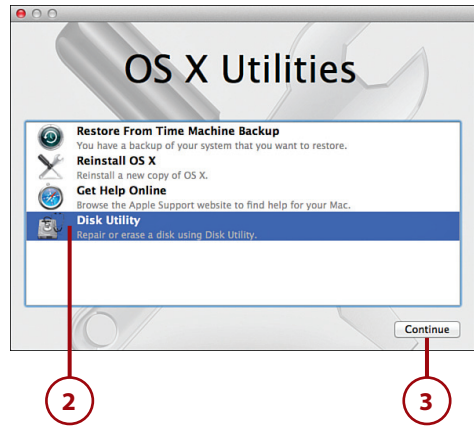 OS X Utilities
Restore From Time Machine Backup
You have a backup of your system that you want to restore.
Reinstall OS X
Reinstall a new copy of OS X.
Get Help Online
Browse the Apple Support website to find help for your Mac.
Disk Utility
Repair or erase a disk using Disk Utility.
Continue
2
3